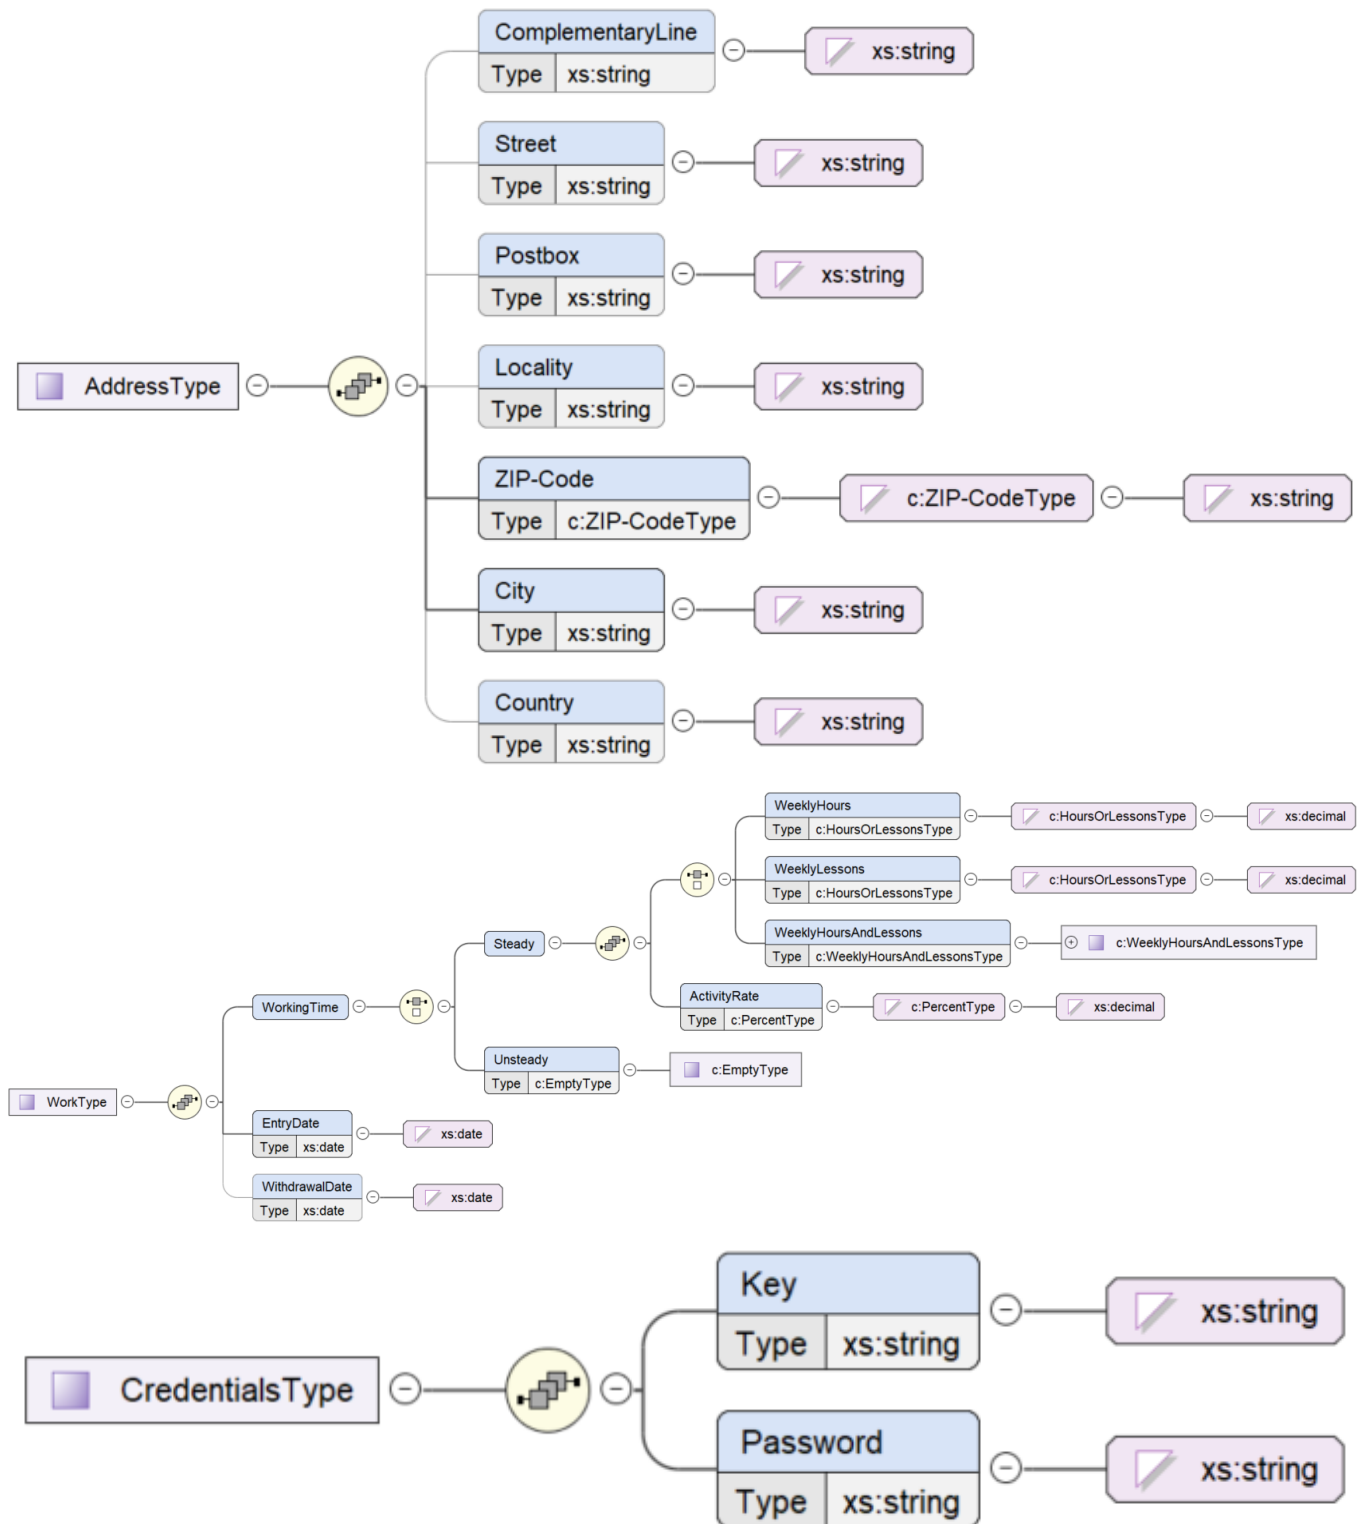 ComplementaryLine
Type xs:string
xs:string
Street
Type xs:string
xs:string
Postbox
Type xs:string
xs:string
AddressType
Locality
Type xs:string
xs:string
ZIP-Code
Type c:ZIP-CodeType
c:ZIP-CodeType
xs:string
City
Type xs:string
xs:string
Country
Type xs:string
xs:string
WeeklyHours
Type c:HoursOrLessonsType
c:HoursOrLessonsType
xs:decimal
WeeklyLessons
Type c:HoursOrLessonsType
c:HoursOrLessonsType
xs:decimal
Steady
WeeklyHoursAndLessons
Type c:WeeklyHoursAndLessonsType
c:WeeklyHoursAndLessonsType
WorkingTime
ActivityRate
Type c:PercentType
c:PercentType
xs:decimal
Unsteady
Type c:EmptyType
c:EmptyType
WorkType
EntryDate
Type xs:date
xs:date
WithdrawalDate
Type xs:date
xs:date
Key
Type xs:string
xs:string
CredentialsType
Password
Type xs:string
xs:string